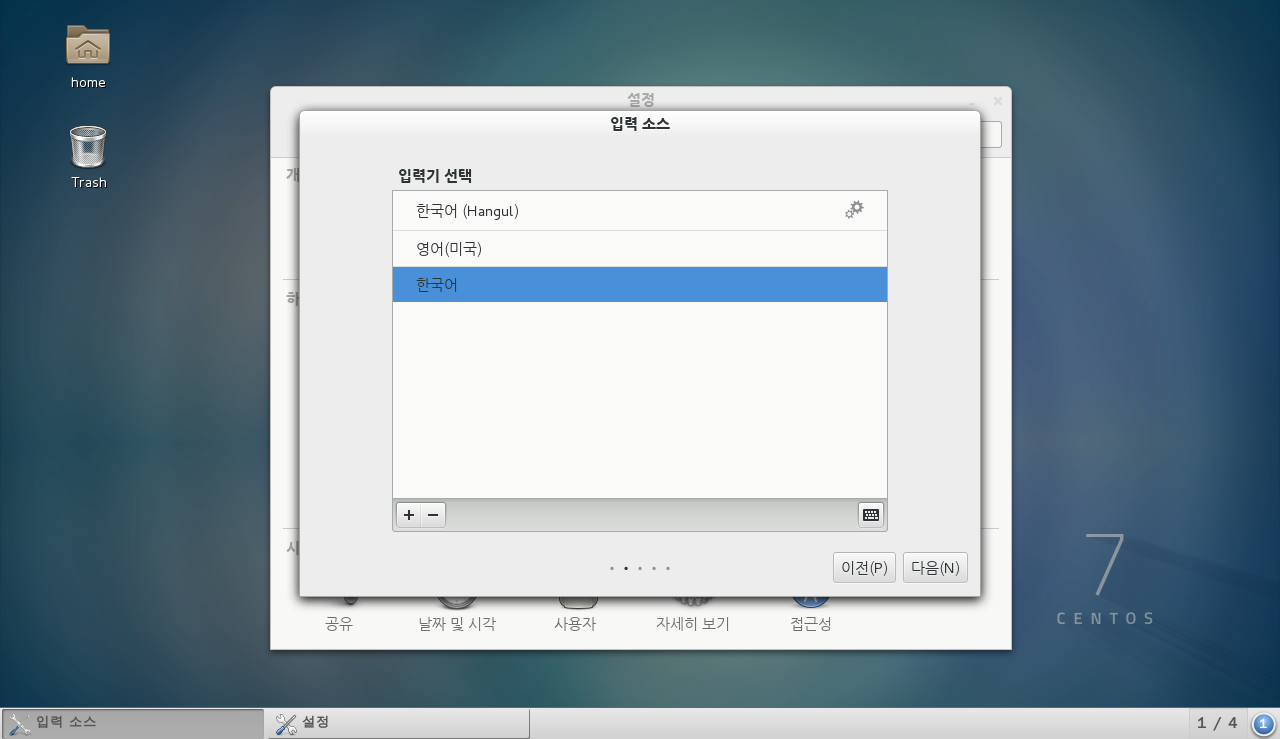 home
Trash
설정
입력 소스
입력기 선택
한국어 (Hangul)
영어(미국)
한국어
이전(P)
다음(N)
공유
날짜 및 시각
사용자
자세히 보기
접근성
7
CENTOS
입력 소스
설정
1 / 4
1